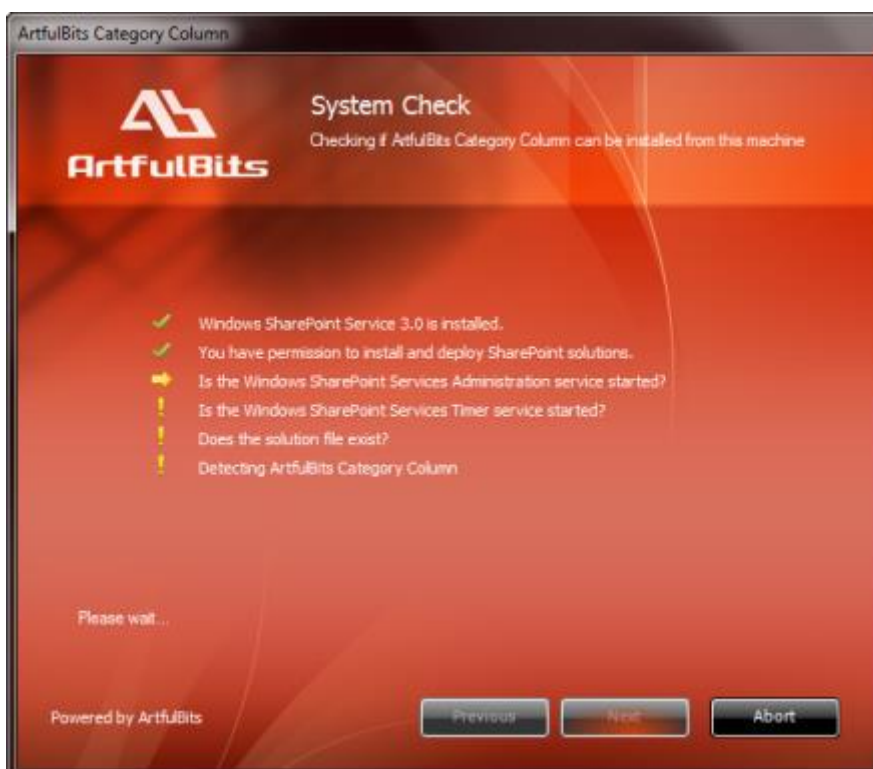 ArtfulBits Category Column
ArtfulBits
System Check
Checking if ArtfulBits Category Column can be installed from this machine
Windows SharePoint Service 3.0 is installed.
You have permission to install and deploy SharePoint solutions.
Is the Windows SharePoint Services Administration service started?
Is the Windows SharePoint Services Timer service started?
Does the solution file exist?
Detecting ArtfulBits Category Column
Please wait...
Powered by ArtfulBits
Previous
Next
Abort